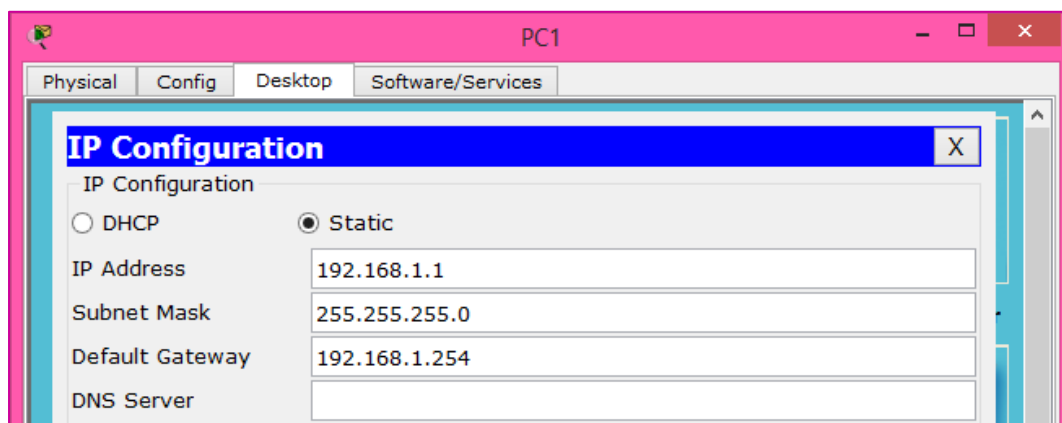 PC1
Physical Config Desktop Software/Services
IP Configuration X
IP Configuration
DHCP Static
IP Address 192.168.1.1
Subnet Mask 255.255.255.0
Default Gateway 192.168.1.254
DNS Server